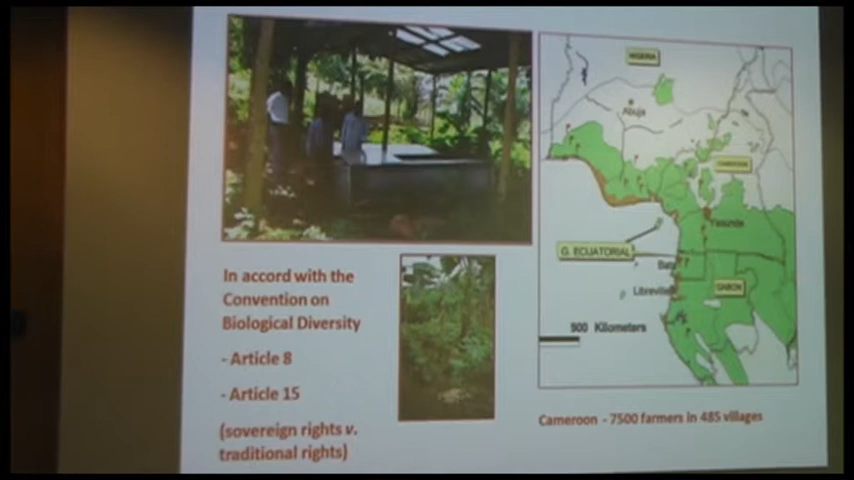 In accord with the
Convention on
Biological Diversity
- Article 8
- Article 15
(sovereign rights v.
traditional rights)
NIGERIA
Abuja
CAMEROON
Yaounde
G. ECUATORIAL
Bata
Libreville
GABON
900 Kilometers
Cameroon - 7500 farmers in 485 villages